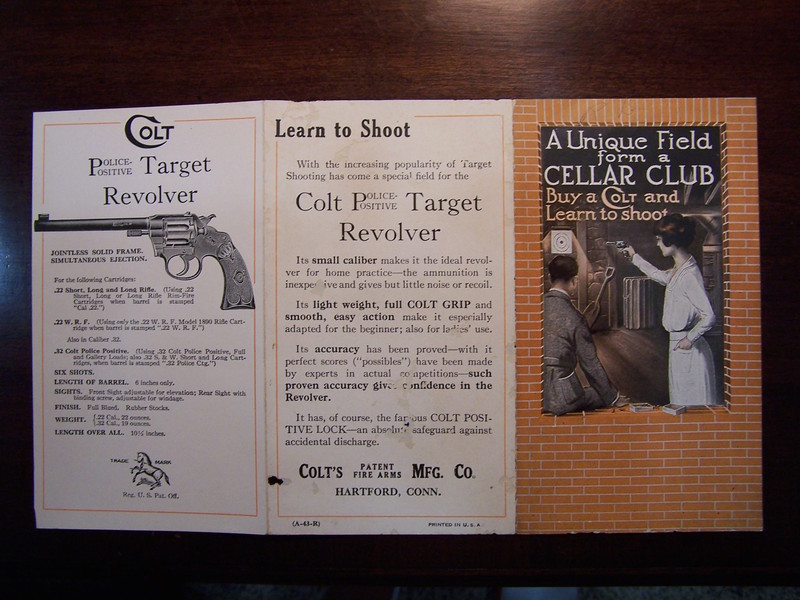 COLT
POLICE-POSITIVE Target
Revolver
JOINTLESS SOLID FRAME.
SIMULTANEOUS EJECTION.
For the following Cartridges:
.22 Short, Long and Long Rifle. (Using .22
Short, Long or Long Rifle Rim-Fire
Cartridges when barrel is stamped
"Cal .22.")
.22 W. R. F. (Using only the .22 W. R. F. Model 1890 Rifle Cart-
ridge when barrel is stamped ".22 W. R. F.")
Also in Caliber .32.
.32 Colt Police Positive. (Using .32 Colt Police Positive, Full
and Gallery Loads; also .32 S. & W. Short and Long Cart-
ridges, when barrel is stamped ".32 Police Ctg.")
SIX SHOTS.
LENGTH OF BARREL. 6 inches only.
SIGHTS. Front Sight adjustable for elevation; Rear Sight with
binding screw, adjustable for windage.
FINISH. Full Blued. Rubber Stocks.
WEIGHT. .22 Cal., 22 ounces.
.32 Cal., 19 ounces.
LENGTH OVER ALL. 10½ inches.
TRADE MARK
Reg. U. S. Pat. Off.
Learn to Shoot
With the increasing popularity of Target
Shooting has come a special field for the
Colt POLICE-POSITIVE Target
Revolver
Its small caliber makes it the ideal revol-
ver for home practice—the ammunition is
inexpensive and gives but little noise or recoil.
Its light weight, full COLT GRIP and
smooth, easy action make it especially
adapted for the beginner; also for ladies' use.
Its accuracy has been proved—with it
perfect scores ("possibles") have been made
by experts in actual competitions—such
proven accuracy gives confidence in the
Revolver.
It has, of course, the famous COLT POSI-
TIVE LOCK—an absolute safeguard against
accidental discharge.
COLT'S PATENT FIRE ARMS MFG. CO.
HARTFORD, CONN.
(A-43-R) PRINTED IN U. S. A
A Unique Field
form a
CELLAR CLUB
Buy a COLT and
Learn to shoot